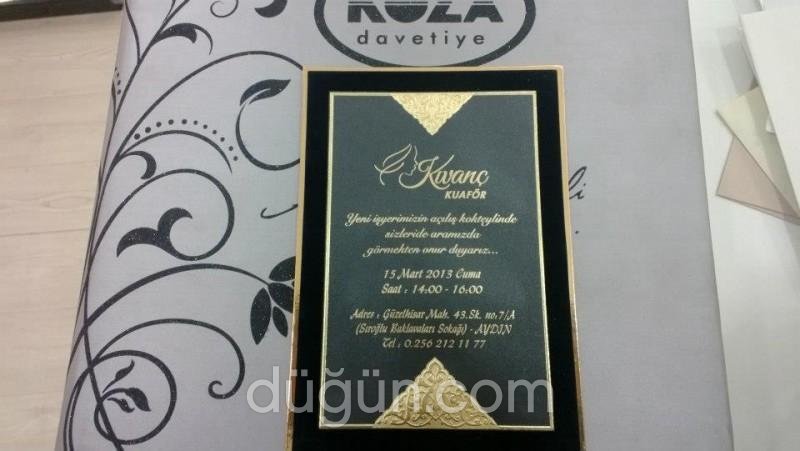 KOZA
davetiye
Kıvanç
KUAFÖR
Yeni işyerimizin açılış kokteylinde
sizleride aramızda
görmekten onur duyarız...
15 Mart 2013 Cuma
Saat : 14:00 - 16:00
Adres : Güzelhisar Mah. 43.Sk. no:7/A
(Seroğlu Baklavaları Sokağı) - AYDIN
Tel : 0.256 212 11 77
düğün.com